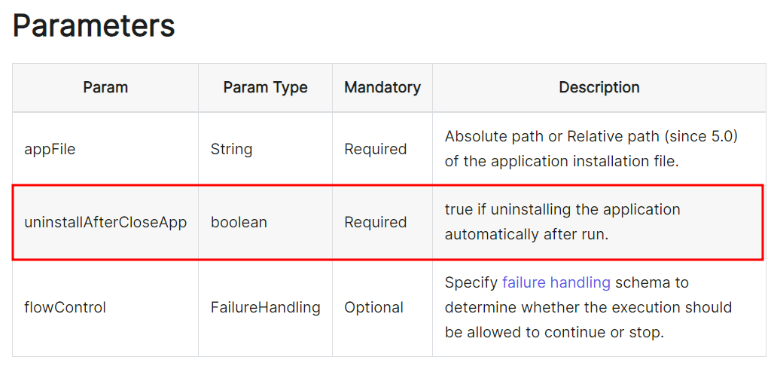 Parameters
Param Param Type Mandatory Description
appFile String Required Absolute path or Relative path (since 5.0)
of the application installation file.
uninstallAfterCloseApp boolean Required true if uninstalling the application
automatically after run.
Specify failure handling schema to
flowControl FailureHandling Optional determine whether the execution should
be allowed to continue or stop.